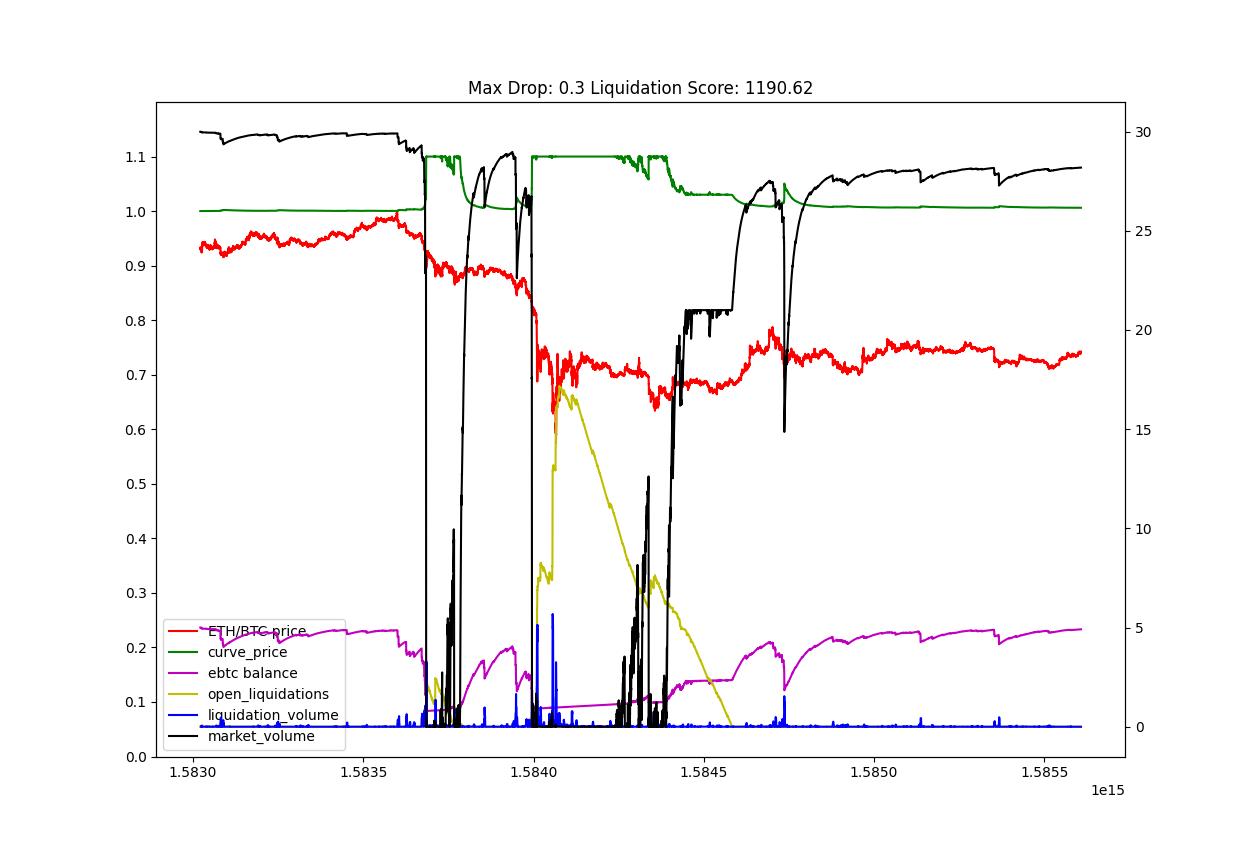 Max Drop: 0.3 Liquidation Score: 1190.62
1.1
1.0
0.9
0.8
0.7
0.6
0.5
0.4
0.3
0.2
0.1
0.0
30
25
20
15
10
5
0
ETH/BTC price
curve_price
ebtc balance
open_liquidations
liquidation_volume
market_volume
1.5830 1.5835 1.5840 1.5845 1.5850 1.5855
1e15